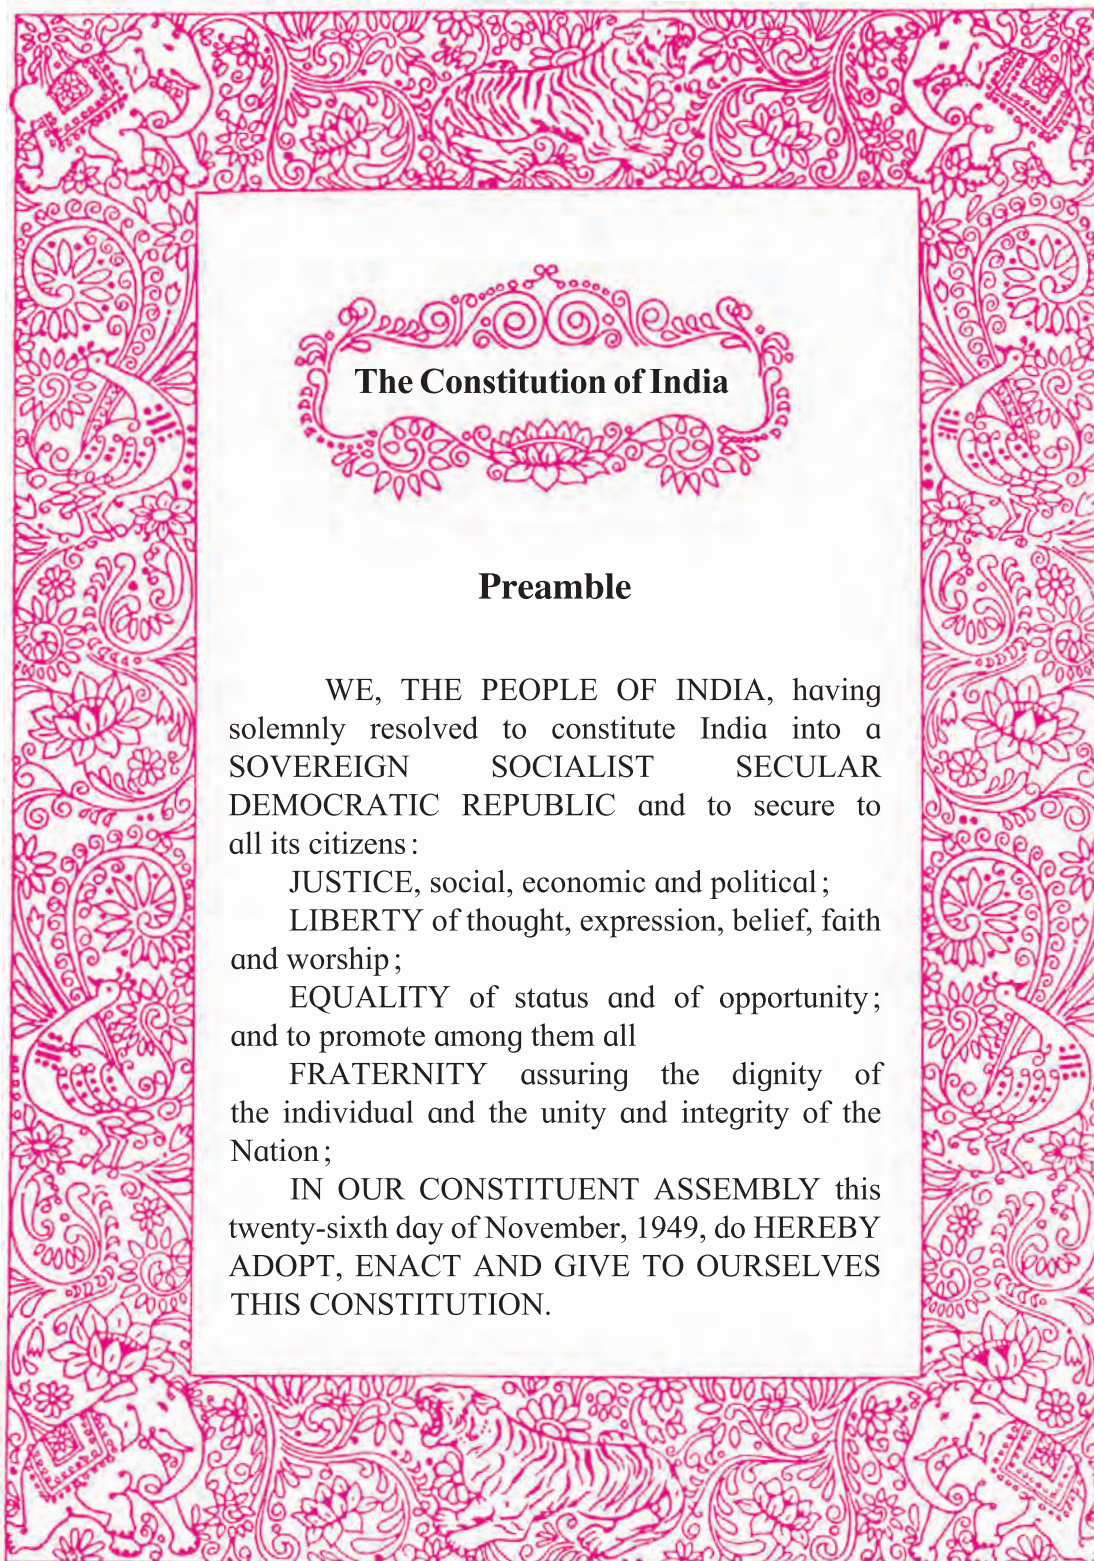 The Constitution of India
Preamble
WE, THE PEOPLE OF INDIA, having
solemnly resolved to constitute India into a
SOVEREIGN SOCIALIST SECULAR
DEMOCRATIC REPUBLIC and to secure to
all its citizens :
JUSTICE, social, economic and political ;
LIBERTY of thought, expression, belief, faith
and worship ;
EQUALITY of status and of opportunity ;
and to promote among them all
FRATERNITY assuring the dignity of
the individual and the unity and integrity of the
Nation ;
IN OUR CONSTITUENT ASSEMBLY this
twenty-sixth day of November, 1949, do HEREBY
ADOPT, ENACT AND GIVE TO OURSELVES
THIS CONSTITUTION.